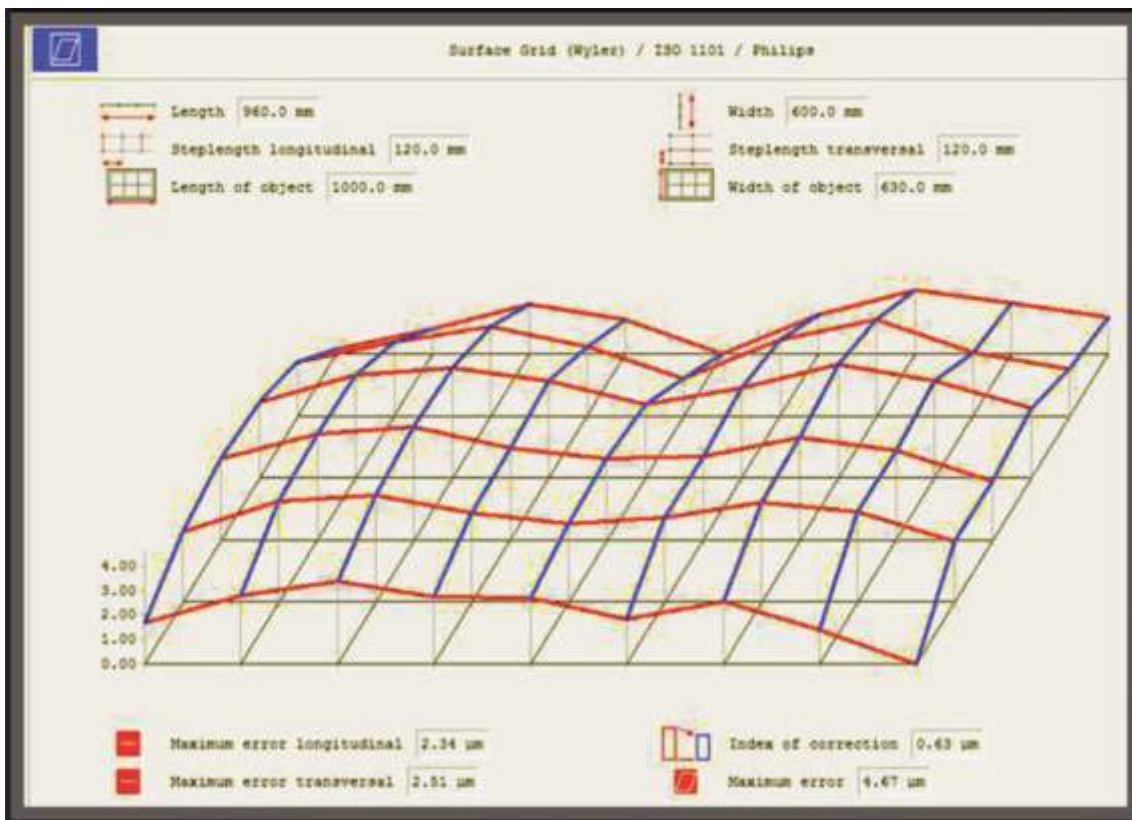 Surface Grid (Wyler) / ISO 1101 / Philips
Length 960.0 mm
Width 600.0 mm
Steplength longitudinal 120.0 mm
Steplength transversal 120.0 mm
Length of object 1000.0 mm
Width of object 630.0 mm
4.00
3.00
2.00
1.00
0.00
Maximum error longitudinal 2.34 µm
Index of correction 0.63 µm
Maximum error transversal 2.51 µm
Maximum error 4.67 µm